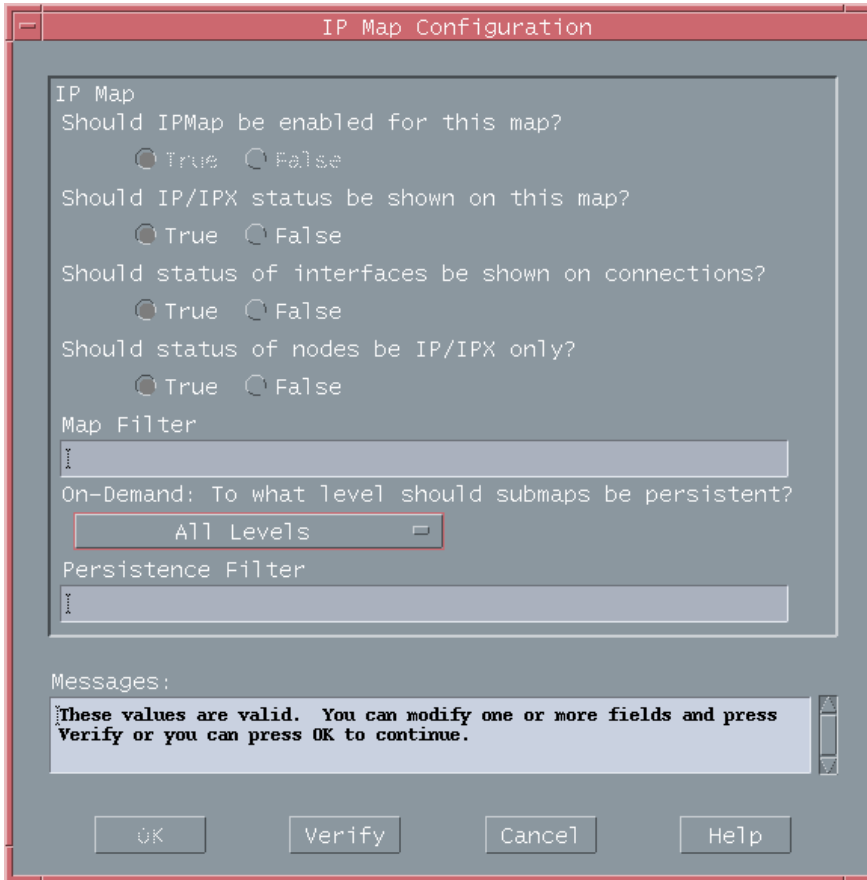 IP Map Configuration
IP Map
Should IPMap be enabled for this map?
True False
Should IP/IPX status be shown on this map?
True False
Should status of interfaces be shown on connections?
True False
Should status of nodes be IP/IPX only?
True False
Map Filter
On-Demand: To what level should submaps be persistent?
All Levels
Persistence Filter
Messages:
These values are valid. You can modify one or more fields and press
Verify or you can press OK to continue.
OK Verify Cancel Help